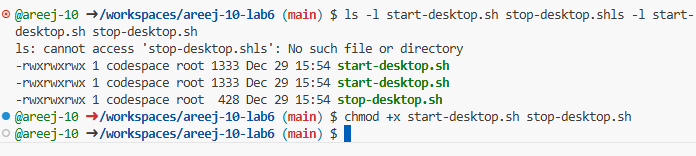 @areej-10 ➜/workspaces/areej-10-lab6 (main) $ ls -l start-desktop.sh stop-desktop.shls -l start-
desktop.sh stop-desktop.sh
ls: cannot access 'stop-desktop.shls': No such file or directory
-rwxrwxrwx 1 codespace root 1333 Dec 29 15:54 start-desktop.sh
-rwxrwxrwx 1 codespace root 1333 Dec 29 15:54 start-desktop.sh
-rwxrwxrwx 1 codespace root  428 Dec 29 15:54 stop-desktop.sh
@areej-10 ➜/workspaces/areej-10-lab6 (main) $ chmod +x start-desktop.sh stop-desktop.sh
@areej-10 ➜/workspaces/areej-10-lab6 (main) $